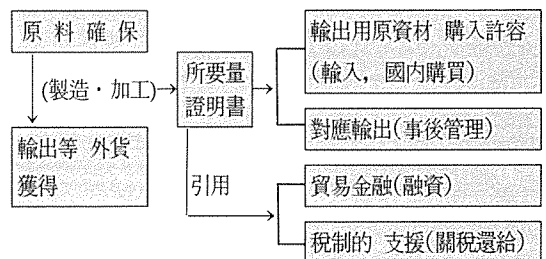 原料確保
(製造·加工)
輸出等 外貨
獲得
所要量
證明書
引用
輸出用原資材 購入許容
(輸入, 國内購買)
對應輸出(事後管理)
貿易金融(融資)
税制的 支援(關税還給)